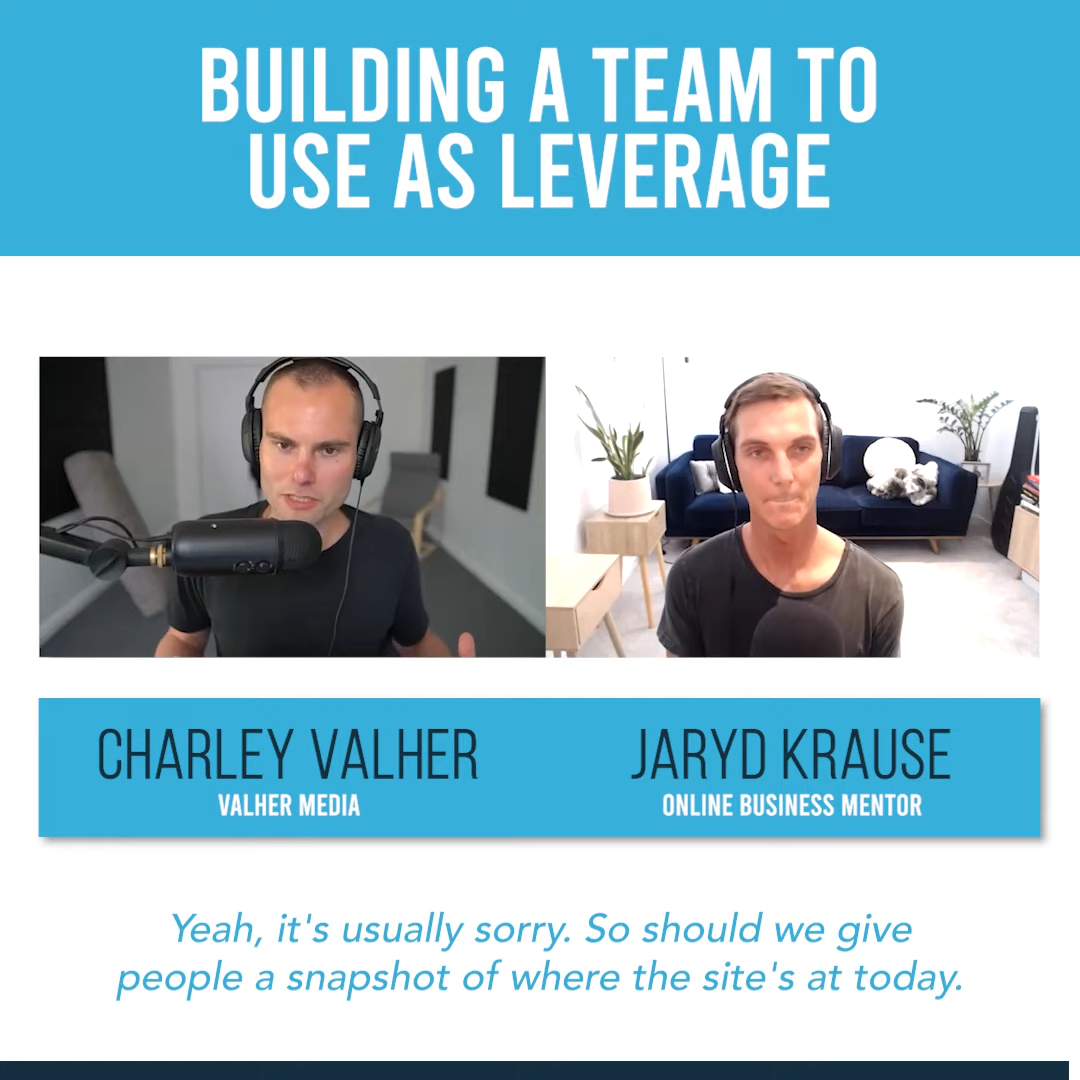 BUILDING A TEAM TO
USE AS LEVERAGE
CHARLEY VALHER
VALHER MEDIA
JARYD KRAUSE
ONLINE BUSINESS MENTOR
Yeah, it's usually sorry. So should we give
people a snapshot of where the site's at today.